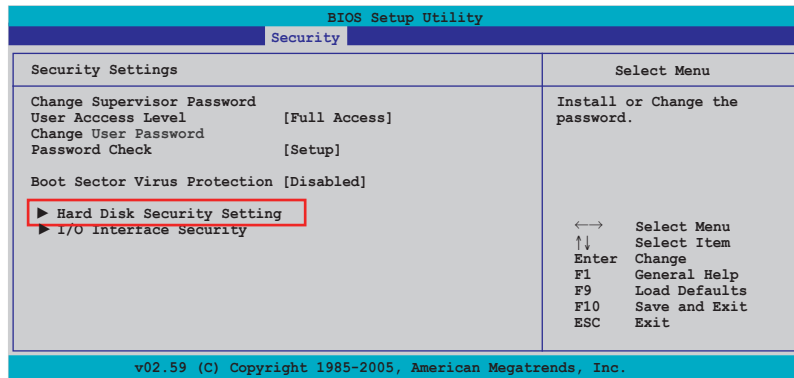 BIOS Setup Utility
Security
Security Settings
Change Supervisor Password
User Acccess Level [Full Access]
Change User Password
Password Check [Setup]
Boot Sector Virus Protection [Disabled]
▶ Hard Disk Security Setting
▶ I/O Interface Security
Select Menu
Install or Change the
password.
←→ Select Menu
↑↓ Select Item
Enter Change
F1 General Help
F9 Load Defaults
F10 Save and Exit
ESC Exit
v02.59 (C) Copyright 1985-2005, American Megatrends, Inc.